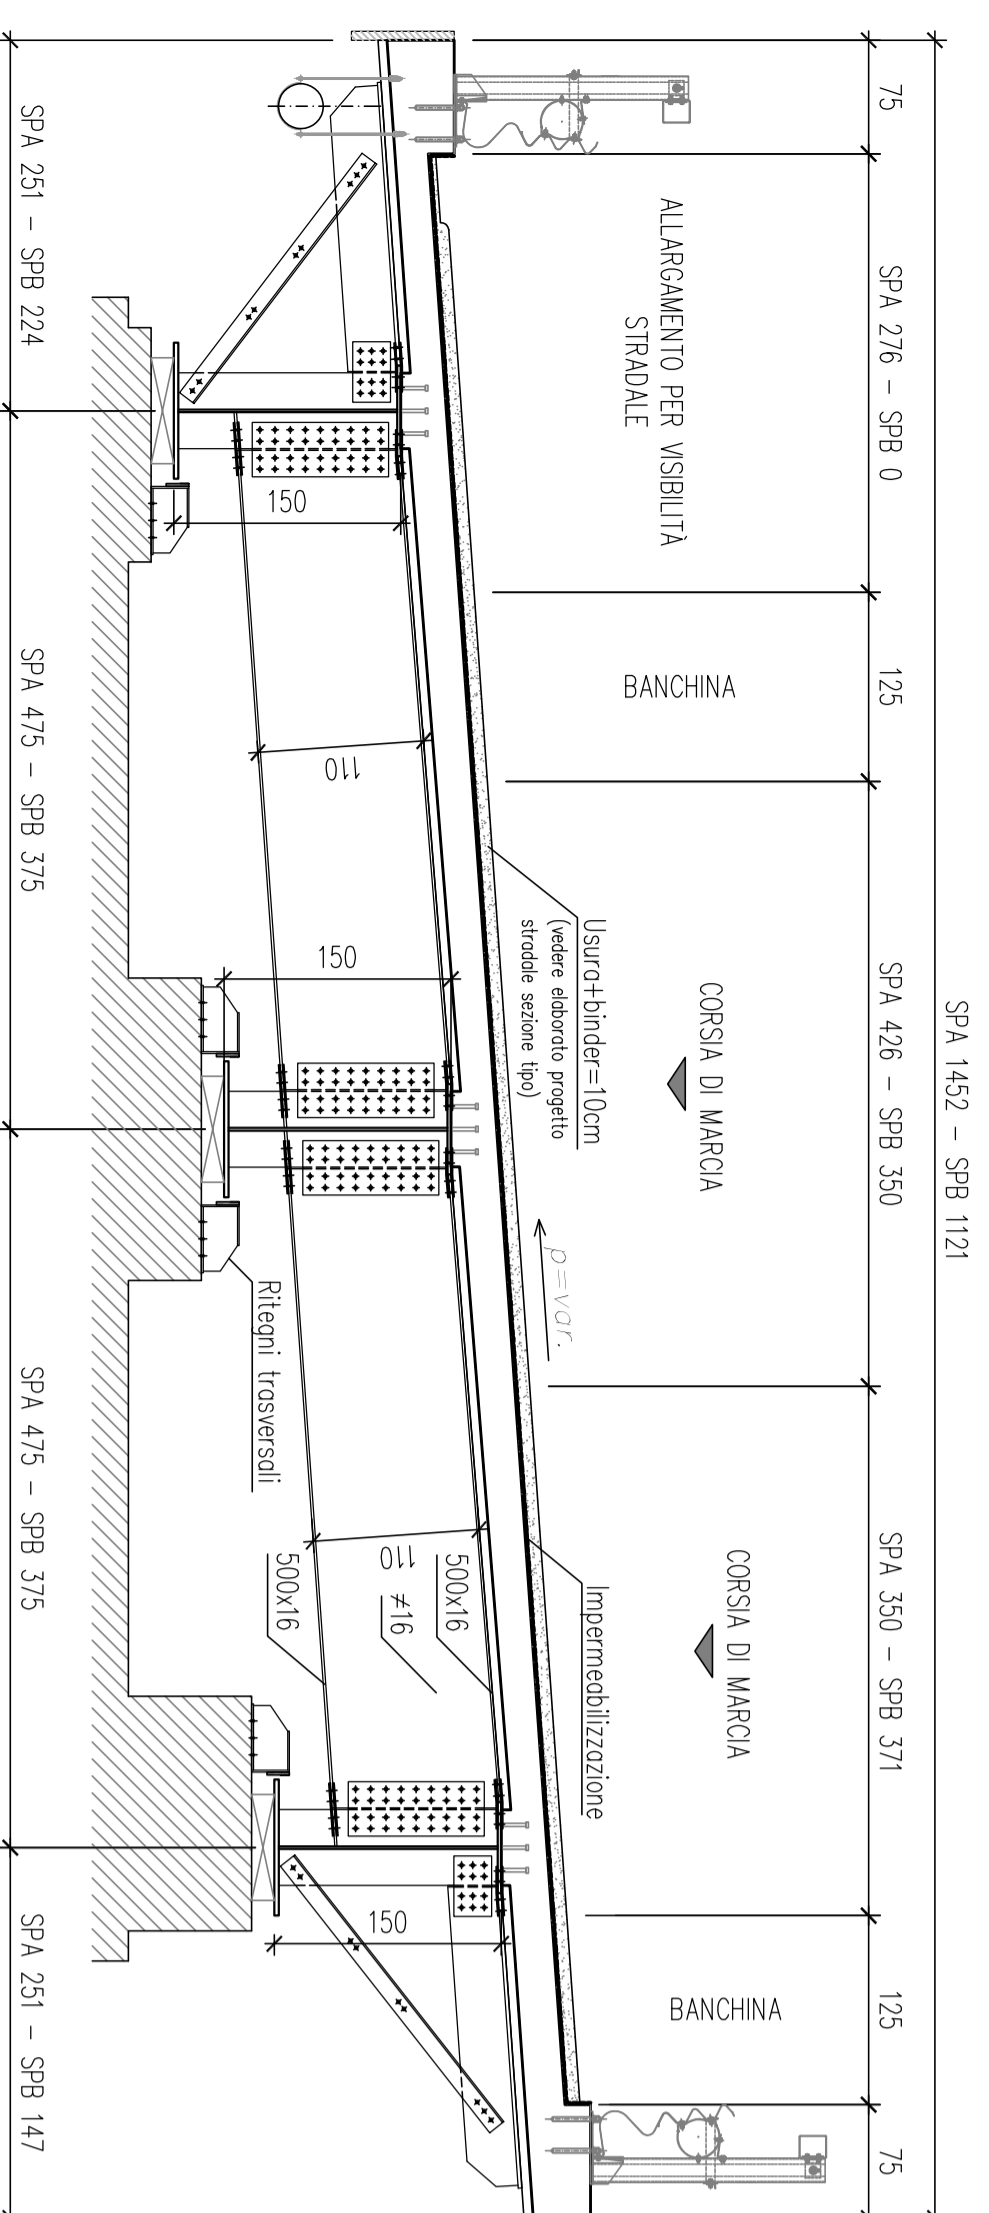 SPA 1452 – SPB 1121
75
SPA 276 – SPB 0
125
SPA 426 – SPB 350
SPA 350 – SPB 371
125
75
ALLARGAMENTO PER VISIBILITÀ
STRADALE
BANCHINA
CORSIA DI MARCIA
CORSIA DI MARCIA
BANCHINA
Usura+binder=10cm
(vedere elaborato progetto
stradale sezione tipo)
p=var.
Impermeabilizzazione
150
110
150
110
≠16
500x16
500x16
150
Ritegni trasversali
SPA 251 – SPB 224
SPA 475 – SPB 375
SPA 475 – SPB 375
SPA 251 – SPB 147